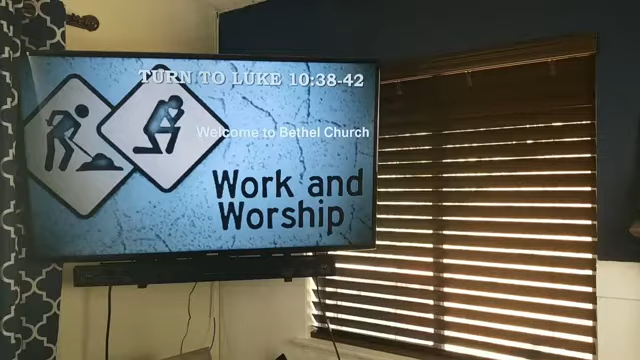 TURN TO LUKE 10:38-42
Welcome to Bethel Church
Work and
Worship